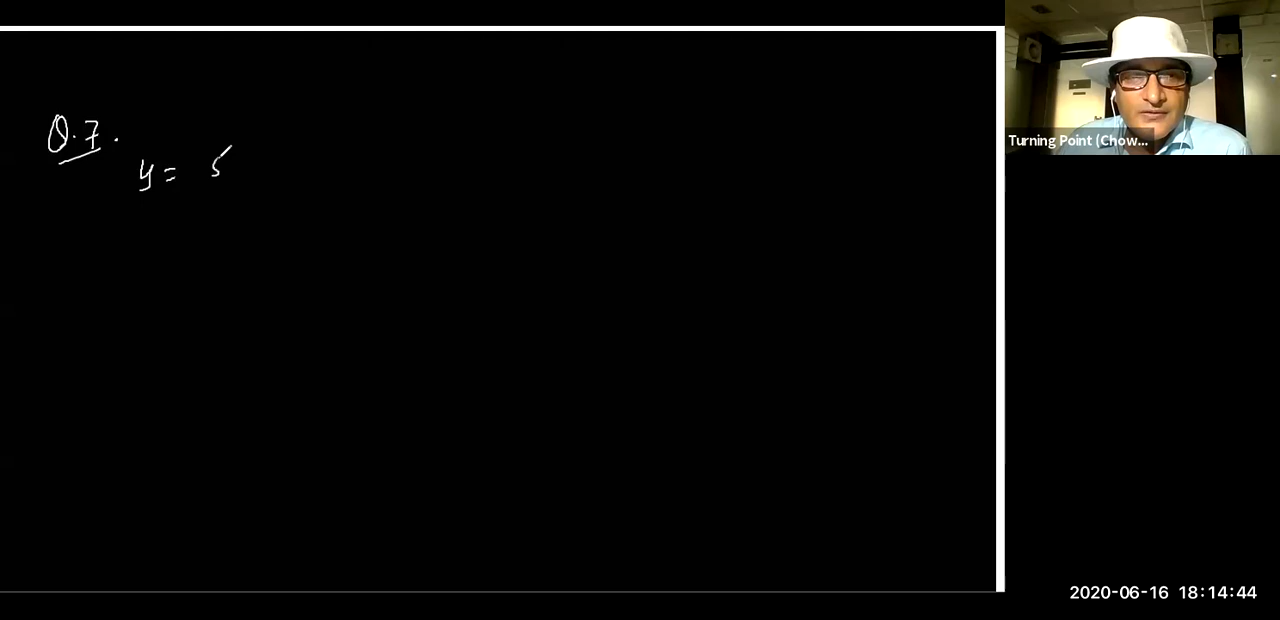 Q.7.
y = 5
Turning Point (Chow...
2020-06-16 18:14:44